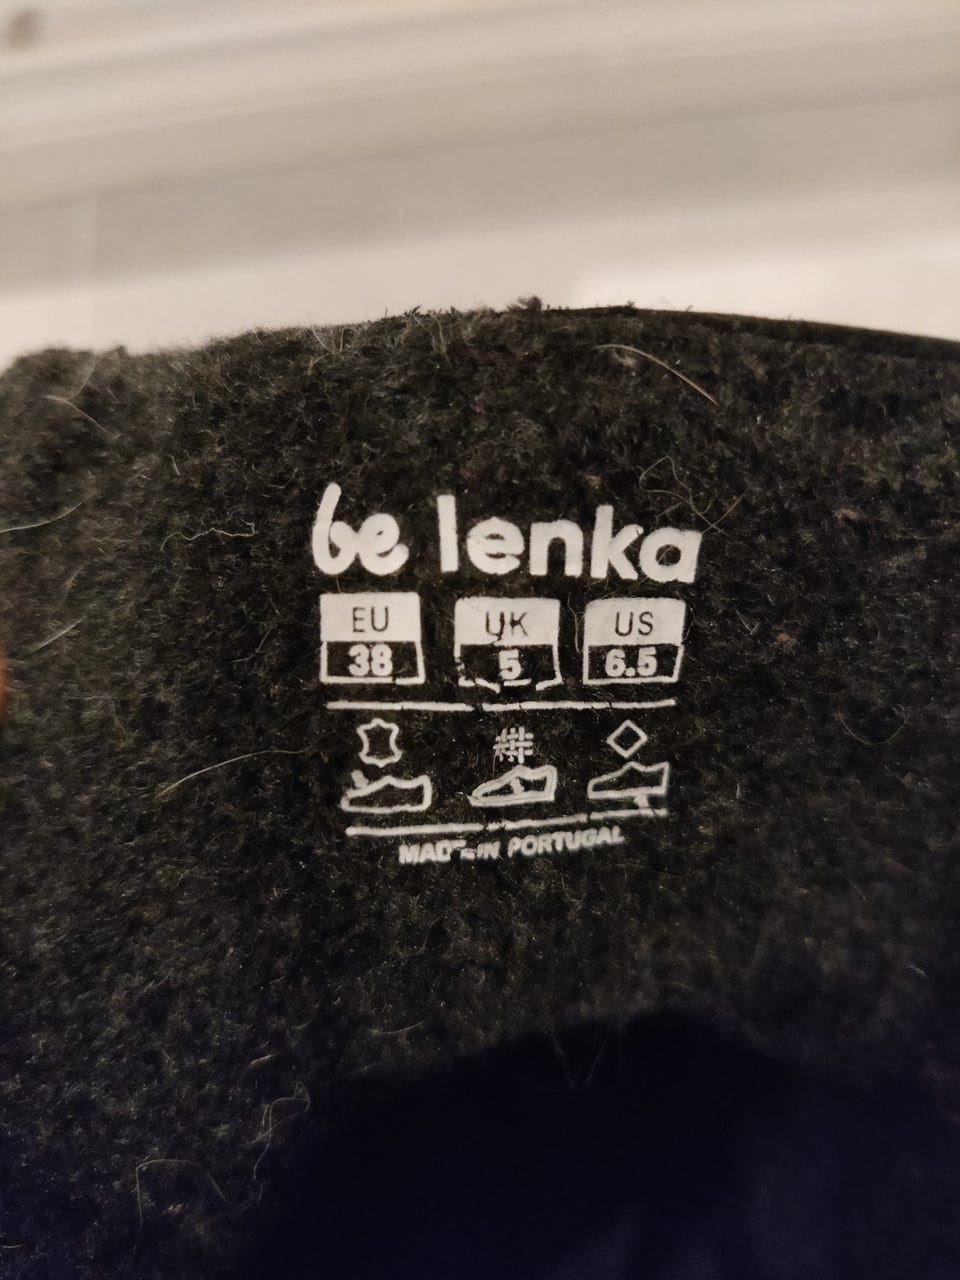 be lenka
EU UK US
38 5 6.5
MADE IN PORTUGAL